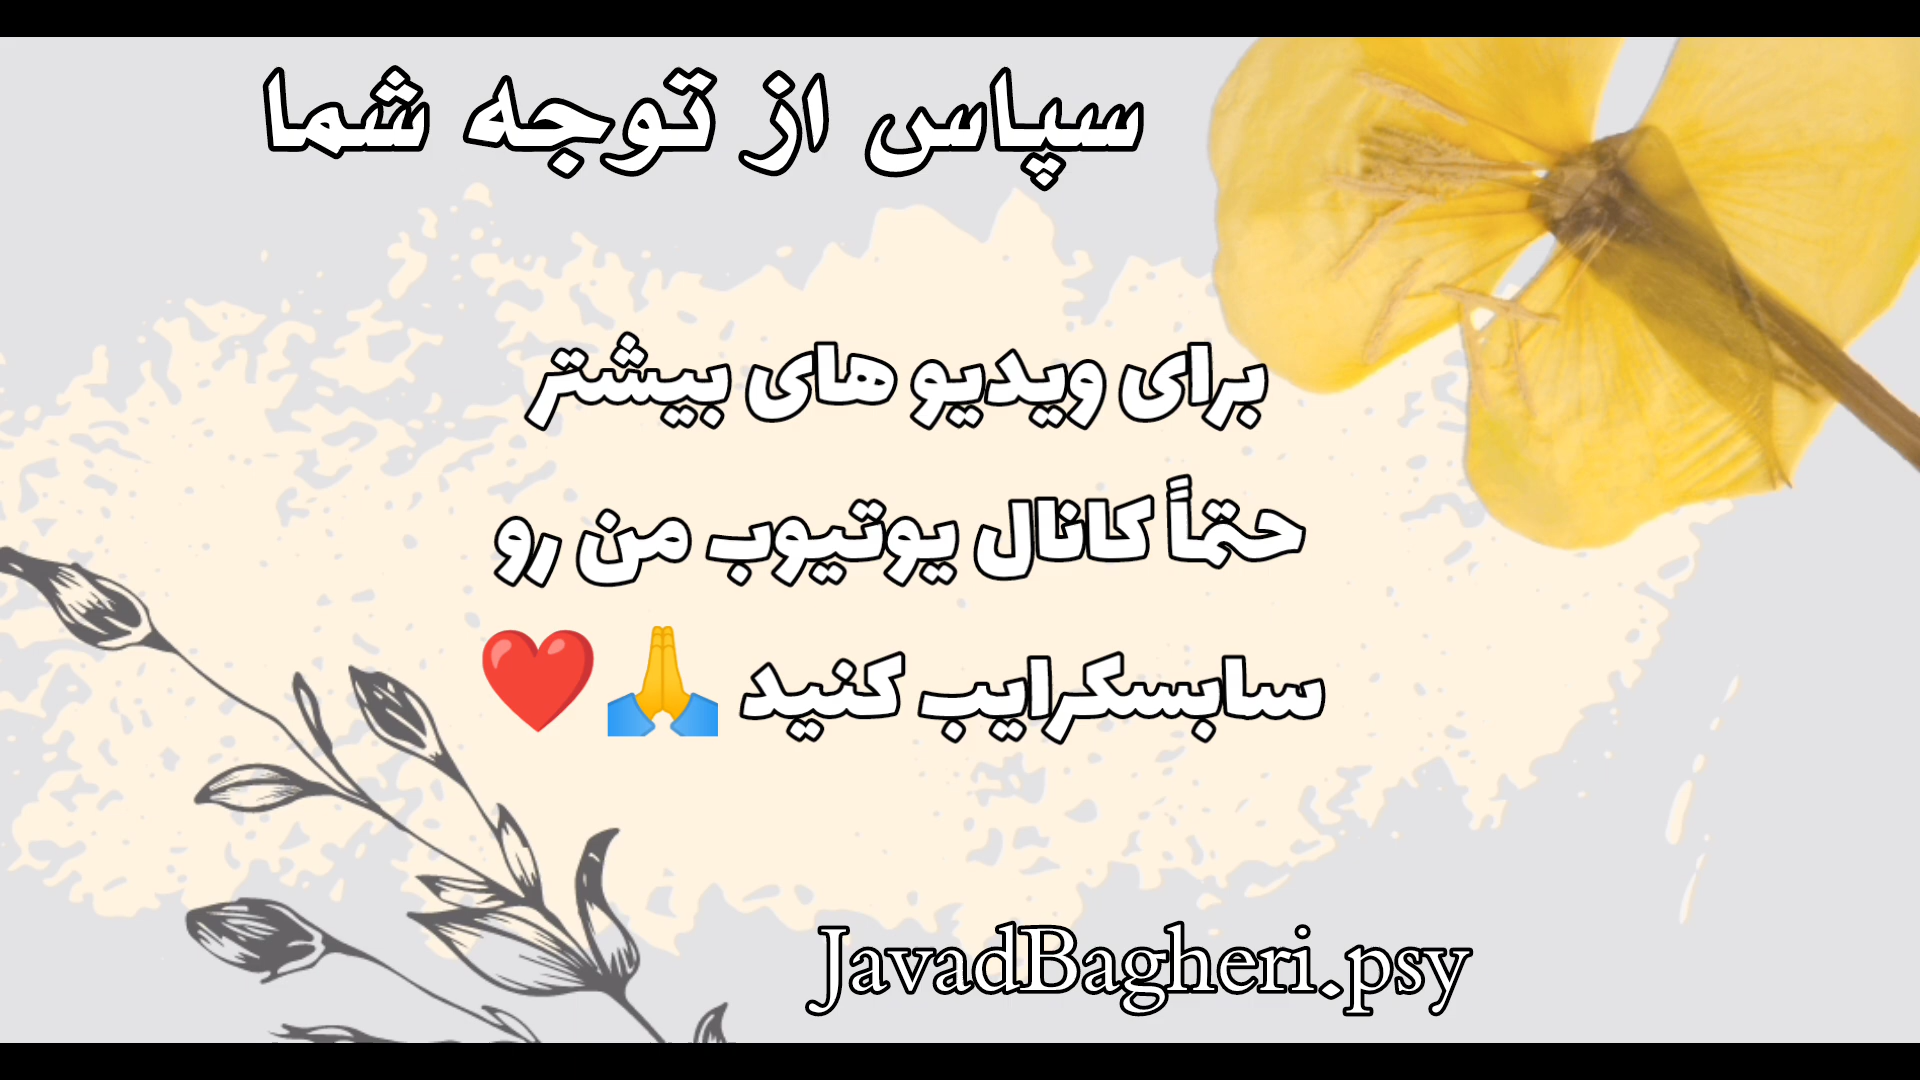 سپاس از توجه شما
برای ویدیو های بیشتر
حتماً کانال یوتیوب من رو
سابسکرایب کنید 🙏❤️
JavadBagheri.psy